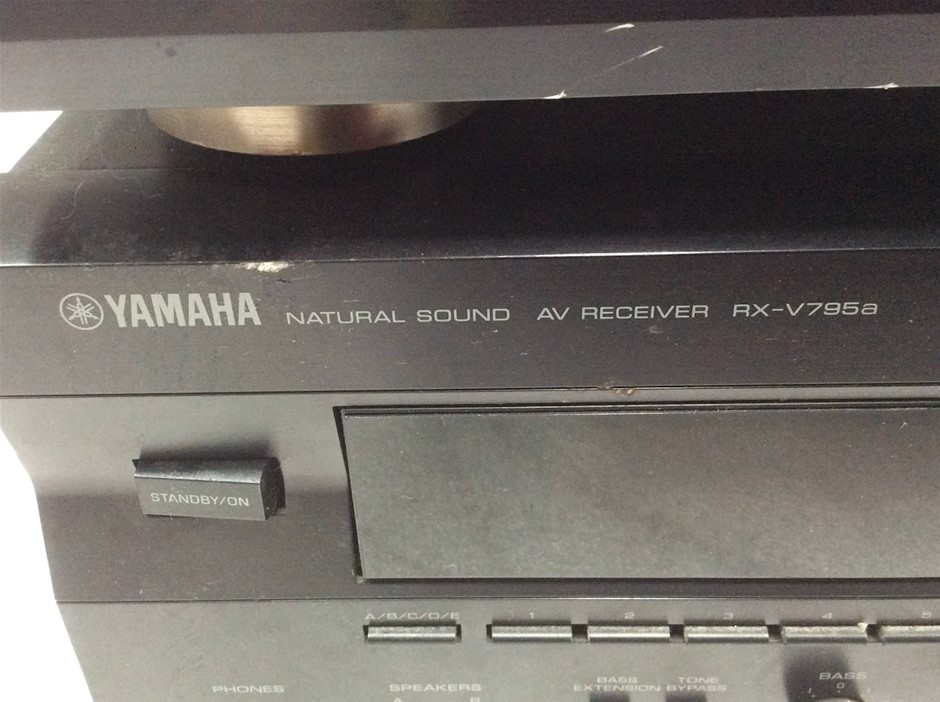 YAMAHA NATURAL SOUND AV RECEIVER RX-V795a
STANDBY/ON
A/B/C/D/E 1 2 3 4 5
PHONES SPEAKERS BASS EXTENSION TONE BYPASS BASS
A B 0